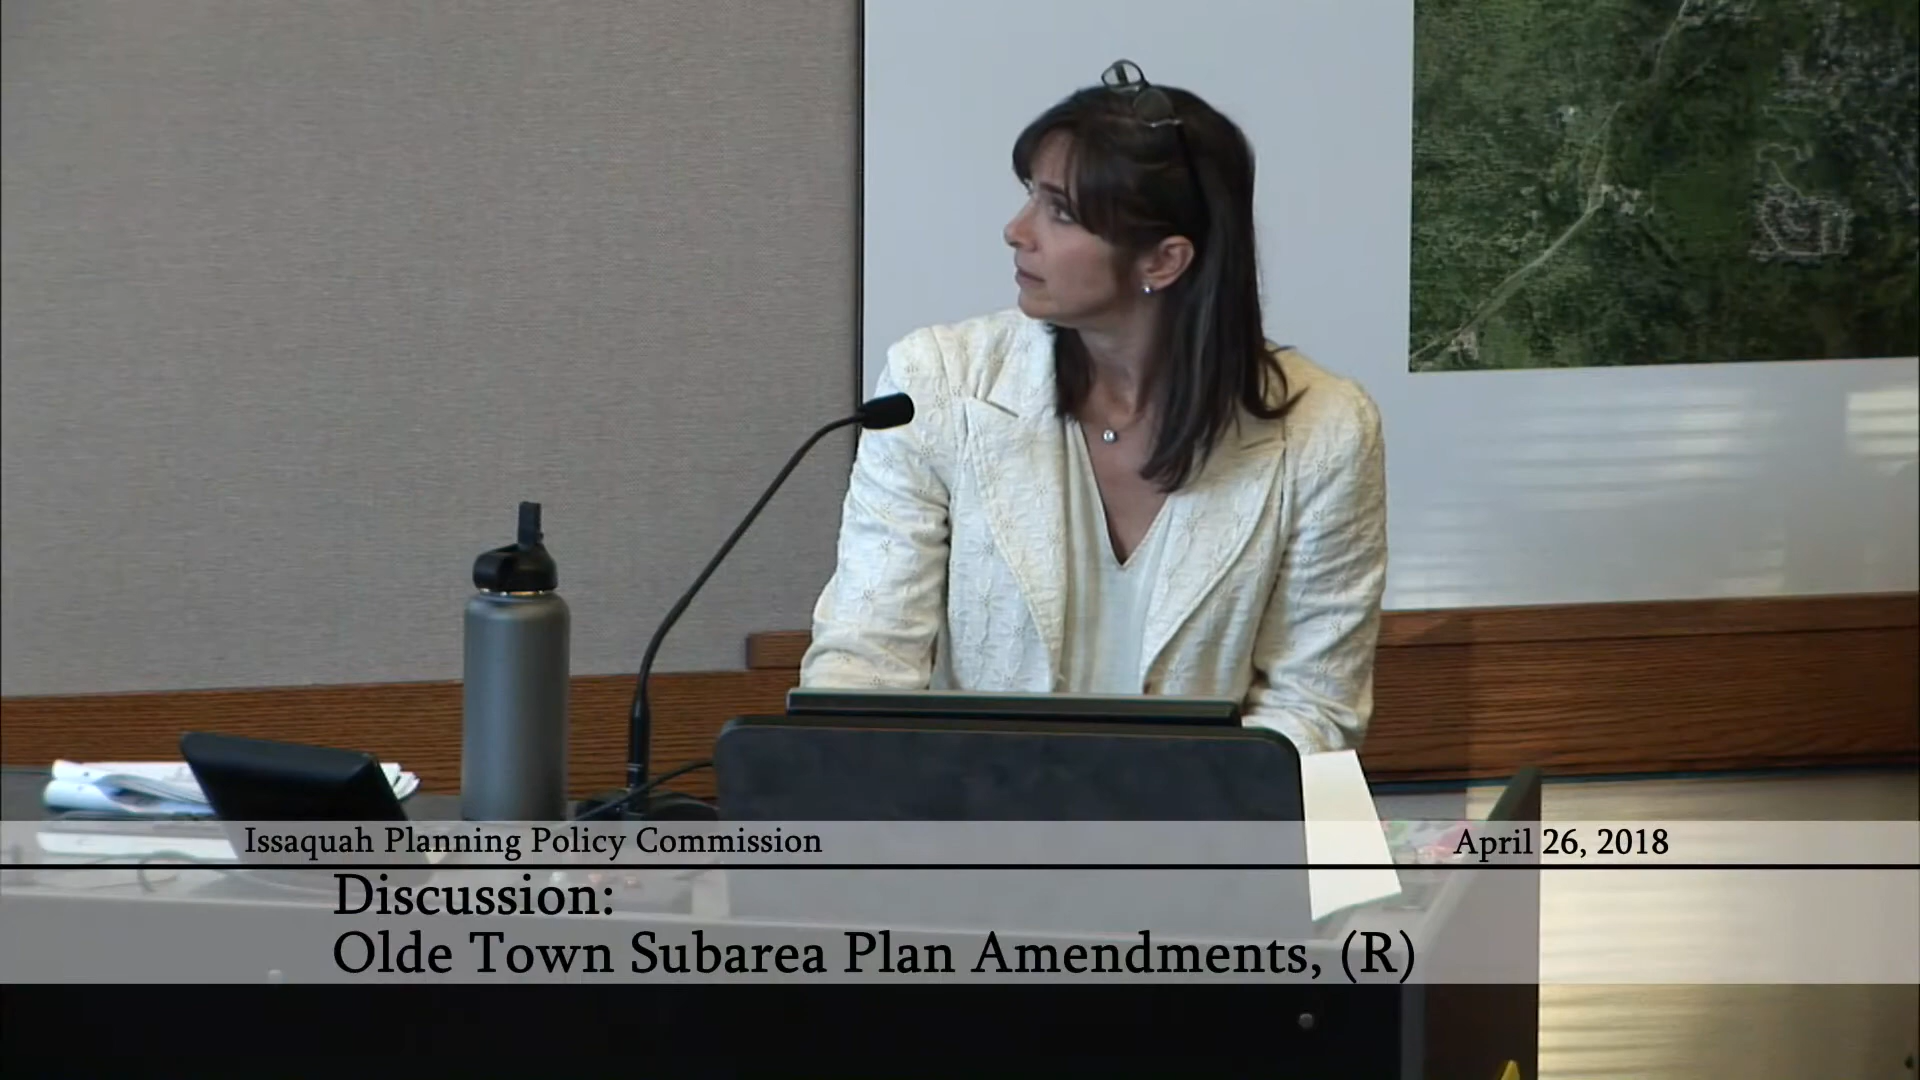 Issaquah Planning Policy Commission
April 26, 2018
Discussion:
Olde Town Subarea Plan Amendments, (R)